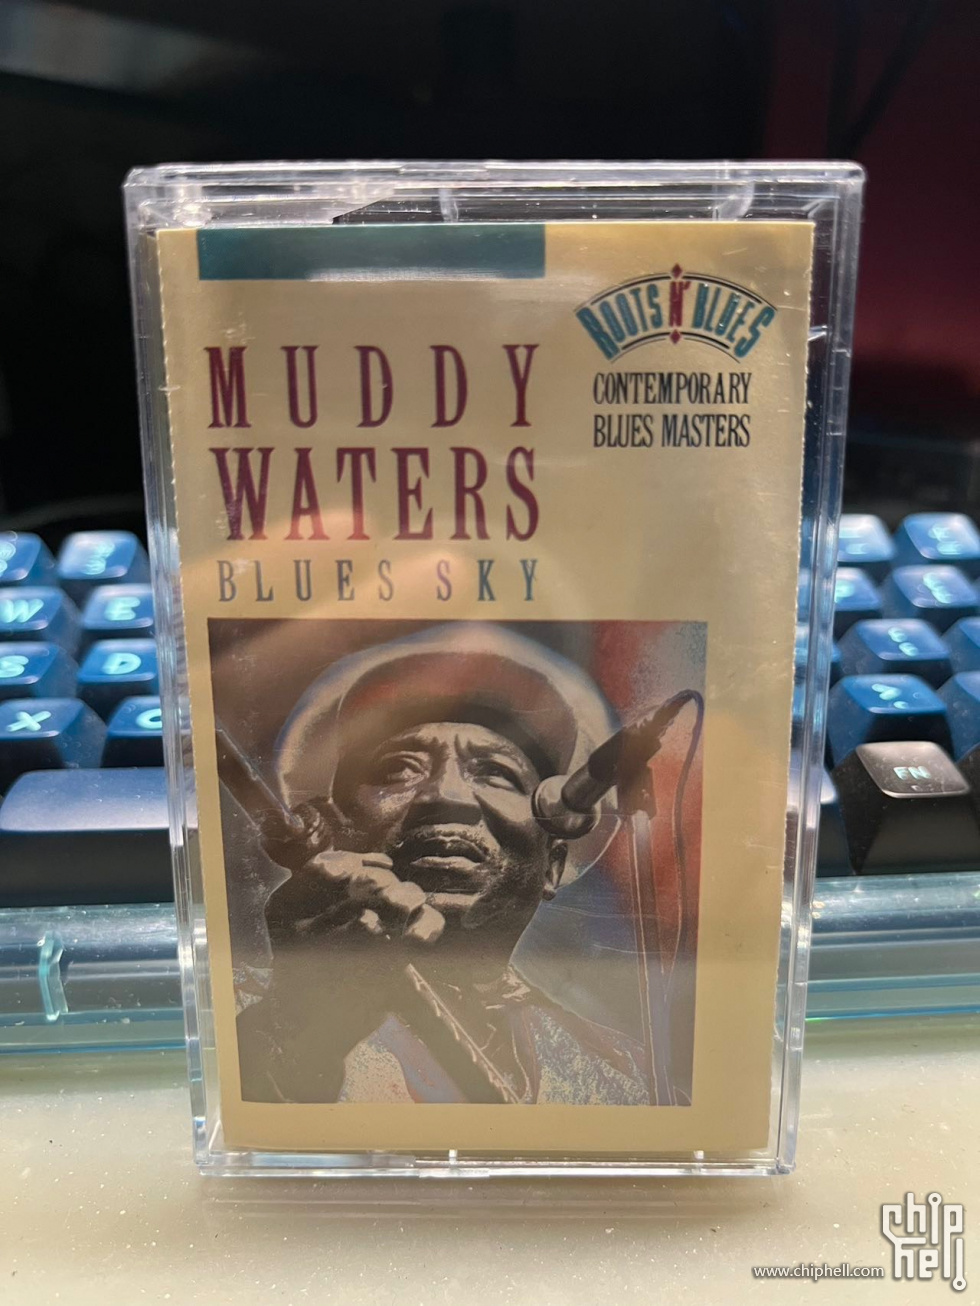 ROOTS N' BLUES
CONTEMPORARY
BLUES MASTERS
MUDDY
WATERS
BLUES SKY
W E
S D
X
FN
chip
hell
www.chiphell.com